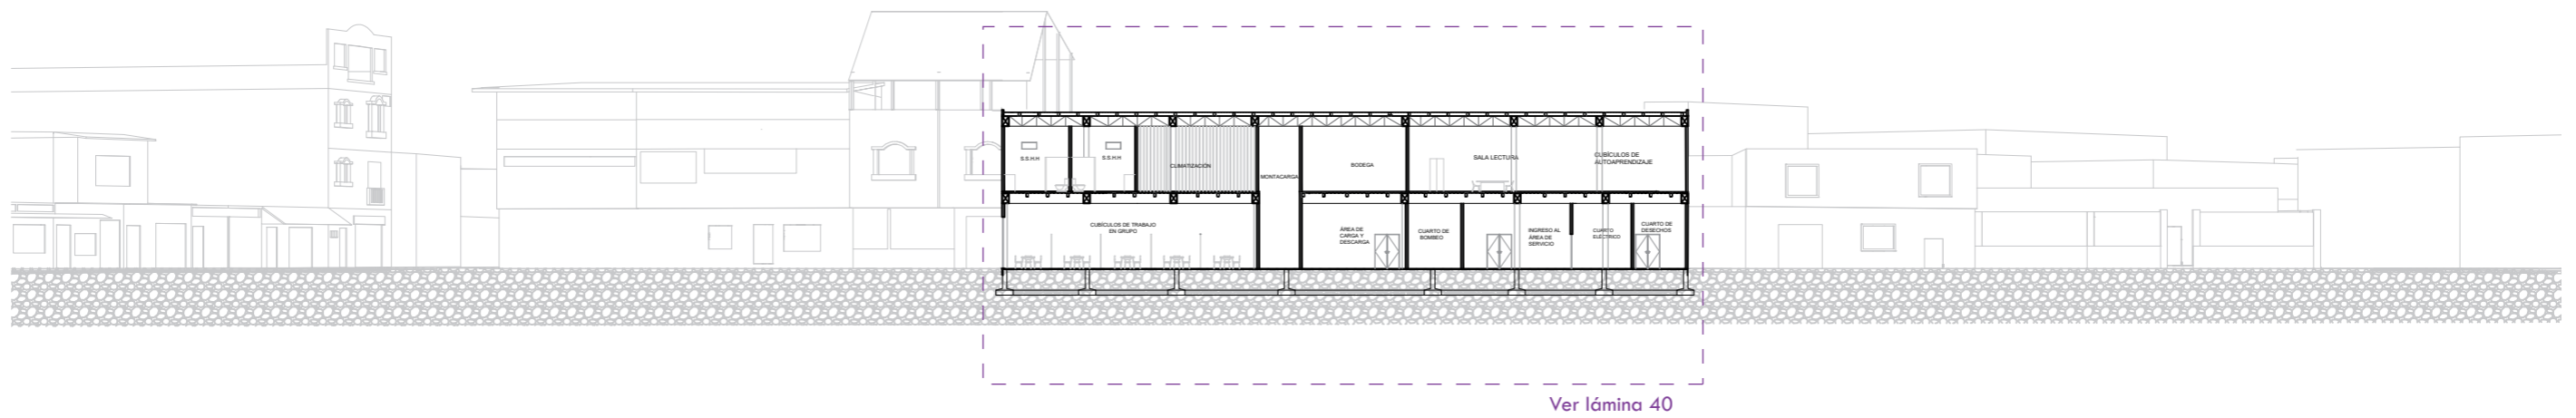 S.S.H.H
S.S.H.H
CLIMATIZACIÓN
MONTACARGA
BODEGA
SALA LECTURA
CUBÍCULOS DE
AUTOAPRENDIZAJE
CUBÍCULOS DE TRABAJO
EN GRUPO
ÁREA DE
CARGA Y
DESCARGA
CUARTO DE
BOMBEO
INGRESO AL
ÁREA DE
SERVICIO
CUARTO
ELÉCTRICO
CUARTO DE
DESECHOS
Ver lámina 40